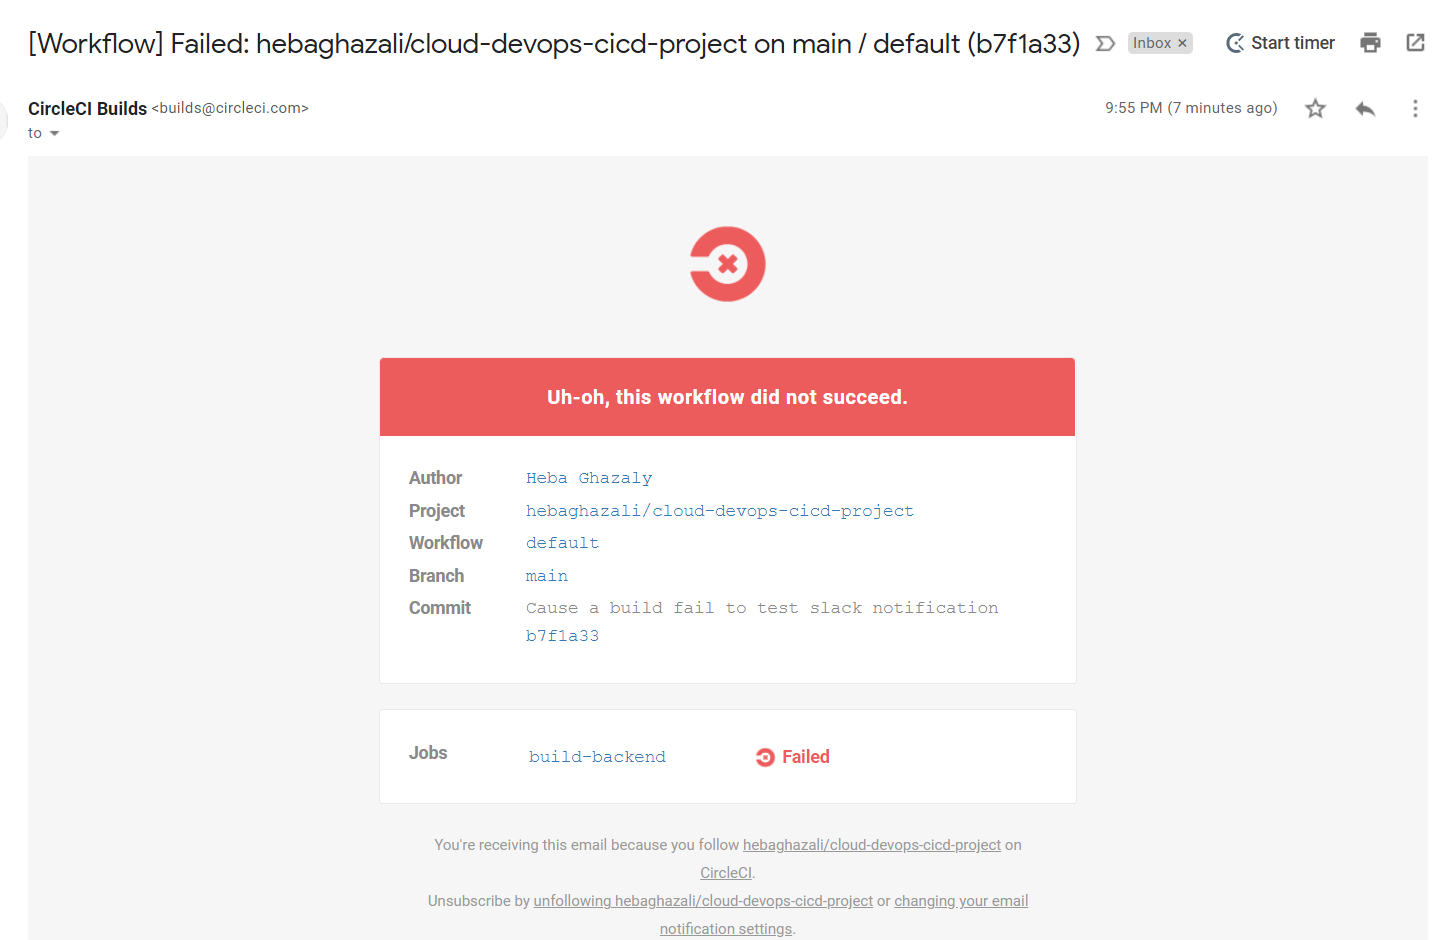 [Workflow] Failed: hebaghazali/cloud-devops-cicd-project on main / default (b7f1a33) Inbox × Start timer
CircleCI Builds <builds@circleci.com> 9:55 PM (7 minutes ago)
to
Uh-oh, this workflow did not succeed.
Author Heba Ghazaly
Project hebaghazali/cloud-devops-cicd-project
Workflow default
Branch main
Commit Cause a build fail to test slack notification
b7f1a33
Jobs build-backend Failed
You're receiving this email because you follow hebaghazali/cloud-devops-cicd-project on
CircleCI.
Unsubscribe by unfollowing hebaghazali/cloud-devops-cicd-project or changing your email
notification settings.